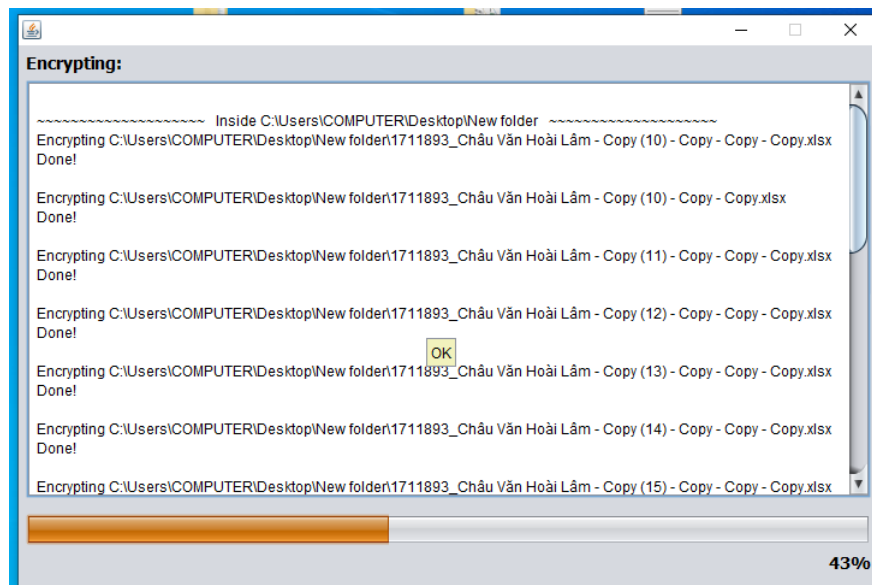 Encrypting:
~~~~~~~~~~~~~~~~~~~~ Inside C:\Users\COMPUTER\Desktop\New folder ~~~~~~~~~~~~~~~~~~~~
Encrypting C:\Users\COMPUTER\Desktop\New folder\1711893_Châu Văn Hoài Lâm - Copy (10) - Copy - Copy - Copy.xlsx
Done!
Encrypting C:\Users\COMPUTER\Desktop\New folder\1711893_Châu Văn Hoài Lâm - Copy (10) - Copy - Copy.xlsx
Done!
Encrypting C:\Users\COMPUTER\Desktop\New folder\1711893_Châu Văn Hoài Lâm - Copy (11) - Copy - Copy - Copy.xlsx
Done!
Encrypting C:\Users\COMPUTER\Desktop\New folder\1711893_Châu Văn Hoài Lâm - Copy (12) - Copy - Copy - Copy.xlsx
Done!
OK
Encrypting C:\Users\COMPUTER\Desktop\New folder\1711893_Châu Văn Hoài Lâm - Copy (13) - Copy - Copy - Copy.xlsx
Done!
Encrypting C:\Users\COMPUTER\Desktop\New folder\1711893_Châu Văn Hoài Lâm - Copy (14) - Copy - Copy - Copy.xlsx
Done!
Encrypting C:\Users\COMPUTER\Desktop\New folder\1711893_Châu Văn Hoài Lâm - Copy (15) - Copy - Copy - Copy.xlsx
43%